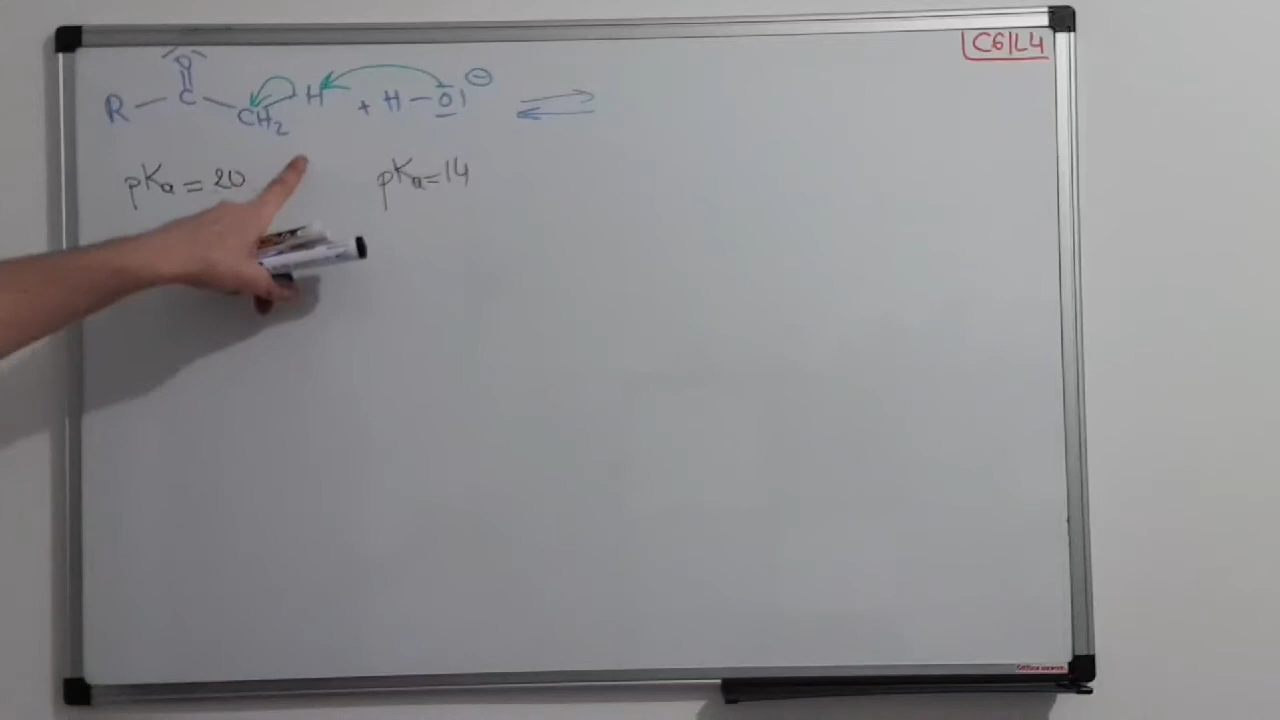 C6/L4
O
R — C — CH₂ — H + H — O| ⊖ ⇌
pKa = 20
pKa = 14